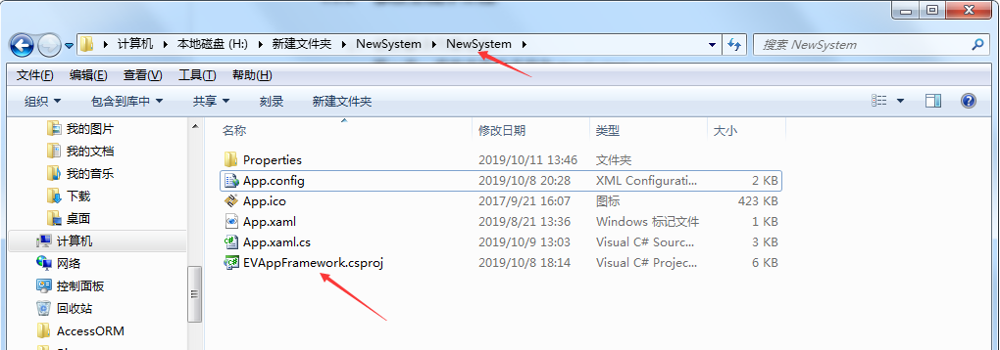 计算机 本地磁盘 (H:) 新建文件夹 NewSystem NewSystem 搜索 NewSystem
文件(F) 编辑(E) 查看(V) 工具(T) 帮助(H)
组织 包含到库中 共享 刻录 新建文件夹
名称 修改日期 类型 大小
我的图片
我的文档
我的音乐
下载
桌面
计算机
网络
控制面板
回收站
AccessORM
Properties 2019/10/11 13:46 文件夹
App.config 2019/10/8 20:28 XML Configurati... 2 KB
App.ico 2017/9/21 16:07 图标 423 KB
App.xaml 2019/8/21 13:36 Windows 标记文件 1 KB
App.xaml.cs 2019/10/9 13:03 Visual C# Sourc... 3 KB
EVAppFramework.csproj 2019/10/8 18:14 Visual C# Projec... 6 KB